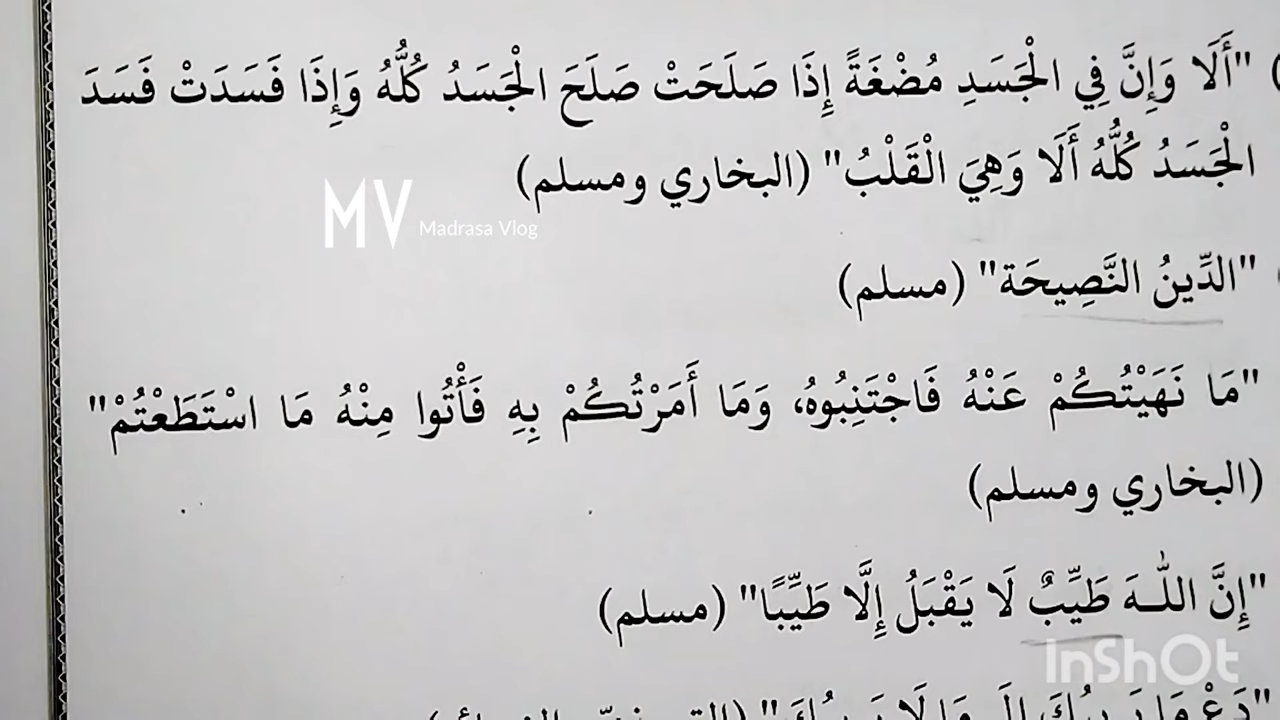 "أَلَا وَإِنَّ فِي الْجَسَدِ مُضْغَةً إِذَا صَلَحَتْ صَلَحَ الْجَسَدُ كُلُّهُ وَإِذَا فَسَدَتْ فَسَدَ
الْجَسَدُ كُلُّهُ أَلَا وَهِيَ الْقَلْبُ" (البخاري ومسلم)
MV Madrasa Vlog
"الدِّينُ النَّصِيحَة" (مسلم)
"مَا نَهَيْتُكُمْ عَنْهُ فَاجْتَنِبُوهُ، وَمَا أَمَرْتُكُمْ بِهِ فَأْتُوا مِنْهُ مَا اسْتَطَعْتُمْ"
(البخاري ومسلم)
"إِنَّ اللّٰـهَ طَيِّبٌ لَا يَقْبَلُ إِلَّا طَيِّبًا" (مسلم)
InShOt